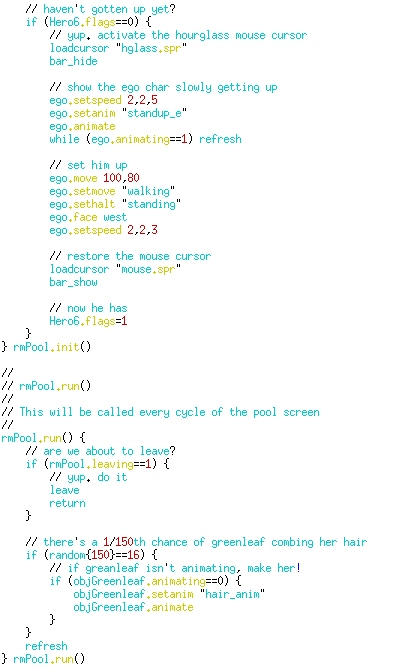 // haven't gotten up yet?
if (Hero6.flags==0) {
// yup. activate the hourglass mouse cursor
loadcursor "hglass.spr"
bar_hide
// show the ego char slowly getting up
ego.setspeed 2,2,5
ego.setanim "standup_e"
ego.animate
while (ego.animating==1) refresh
// set him up
ego.move 100,80
ego.setmove "walking"
ego.sethalt "standing"
ego.face west
ego.setspeed 2,2,3
// restore the mouse cursor
loadcursor "mouse.spr"
bar_show
// now he has
Hero6.flags=1
}
} rmPool.init()
//
// rmPool.run()
//
// This will be called every cycle of the pool screen
//
rmPool.run() {
// are we about to leave?
if (rmPool.leaving==1) {
// yup. do it
leave
return
}
// there's a 1/150th chance of greenleaf combing her hair
if (random{150}==16) {
// if greanleaf isn't animating, make her!
if (objGreenleaf.animating==0) {
objGreenleaf.setanim "hair_anim"
objGreenleaf.animate
}
}
refresh
} rmPool.run()